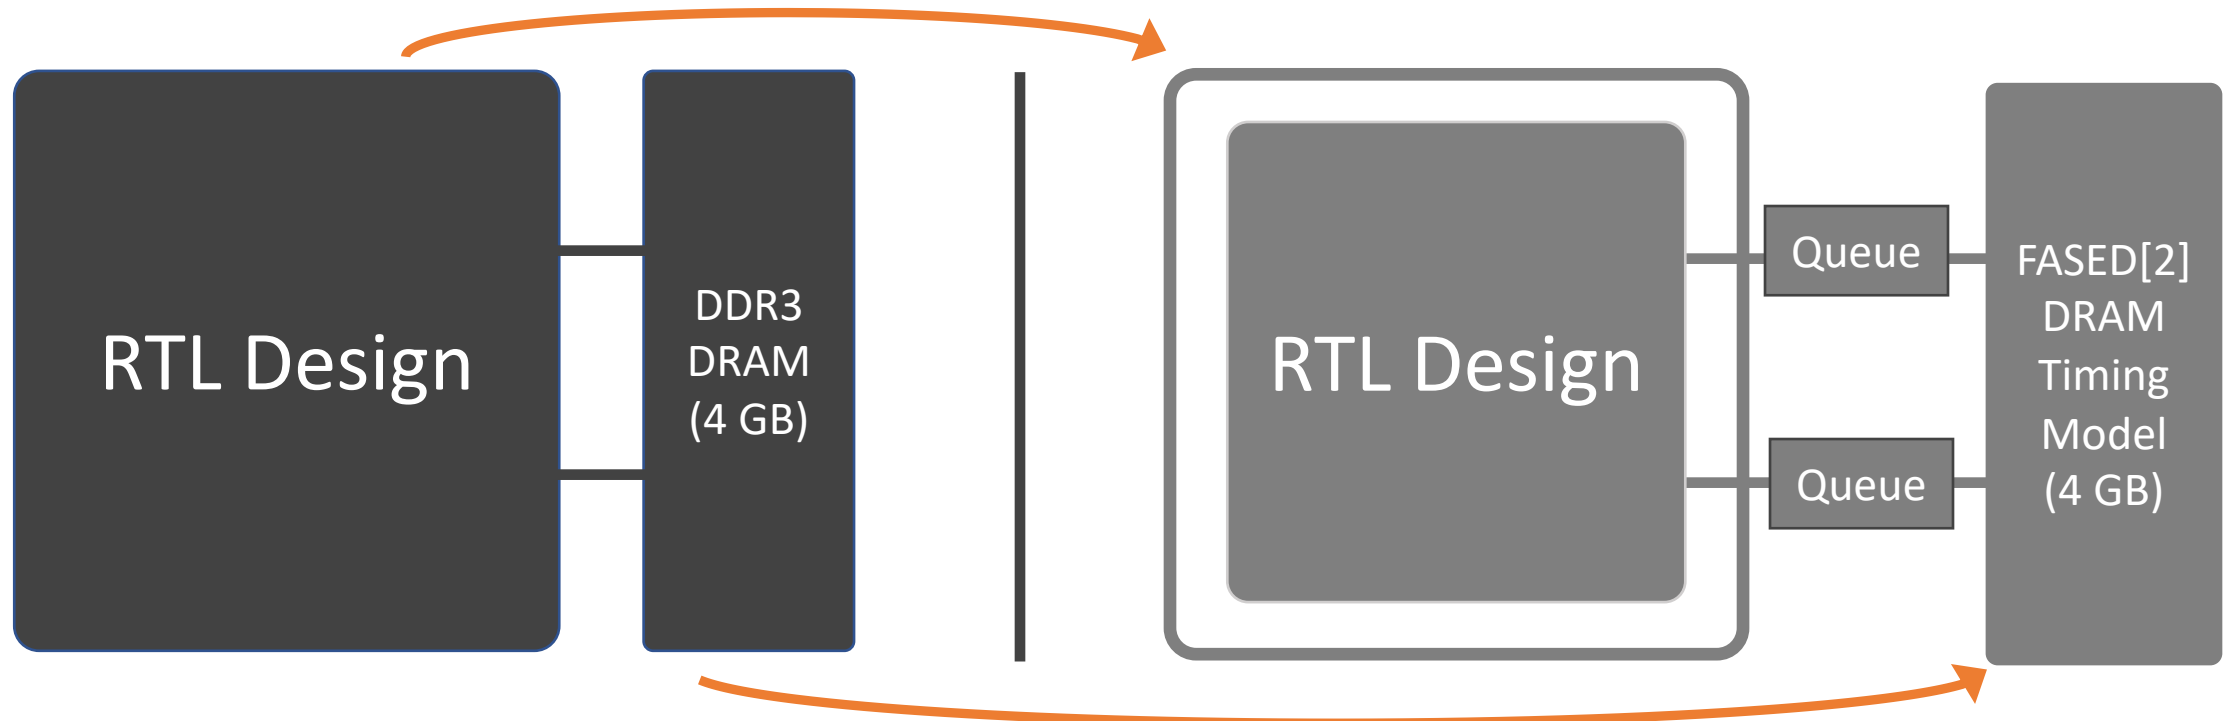 RTL Design
DDR3
DRAM
(4 GB)
RTL Design
Queue
Queue
FASED[2]
DRAM
Timing
Model
(4 GB)